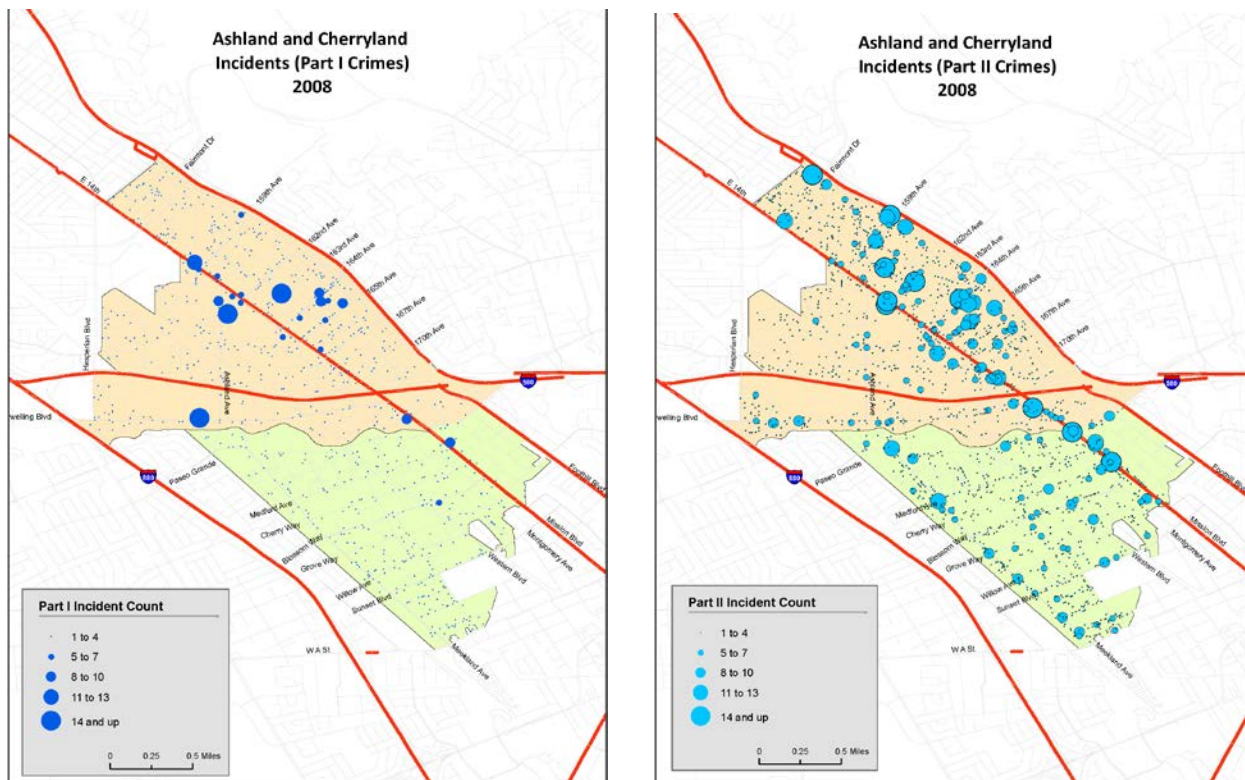 Ashland and Cherryland
Incidents (Part I Crimes)
2008
Fairmont Dr
E 14th
159th Ave
162nd Ave
163rd Ave
164th Ave
165th Ave
167th Ave
170th Ave
Hesperian Blvd
Ashland Ave
580
rwelling Blvd
880
Paseo Grande
Foothill Blvd
Medford Ave
Cherry Way
Blossom Way
Grove Way
Mission Blvd
Montgomery Ave
Western Blvd
Willow Ave
Sunset Blvd
W A St
Meekland Ave
Part I Incident Count
1 to 4
5 to 7
8 to 10
11 to 13
14 and up
0 0.25 0.5 Miles
Ashland and Cherryland
Incidents (Part II Crimes)
2008
Fairmont Dr
E 14th
159th Ave
162nd Ave
163rd Ave
164th Ave
165th Ave
167th Ave
170th Ave
Hesperian Blvd
Ashland Ave
580
rwelling Blvd
880
Paseo Grande
Foothill Blvd
Medford Ave
Cherry Way
Blossom Way
Grove Way
Mission Blvd
Montgomery Ave
Western Blvd
Willow Ave
Sunset Blvd
W A St
Meekland Ave
Part II Incident Count
1 to 4
5 to 7
8 to 10
11 to 13
14 and up
0 0.25 0.5 Miles